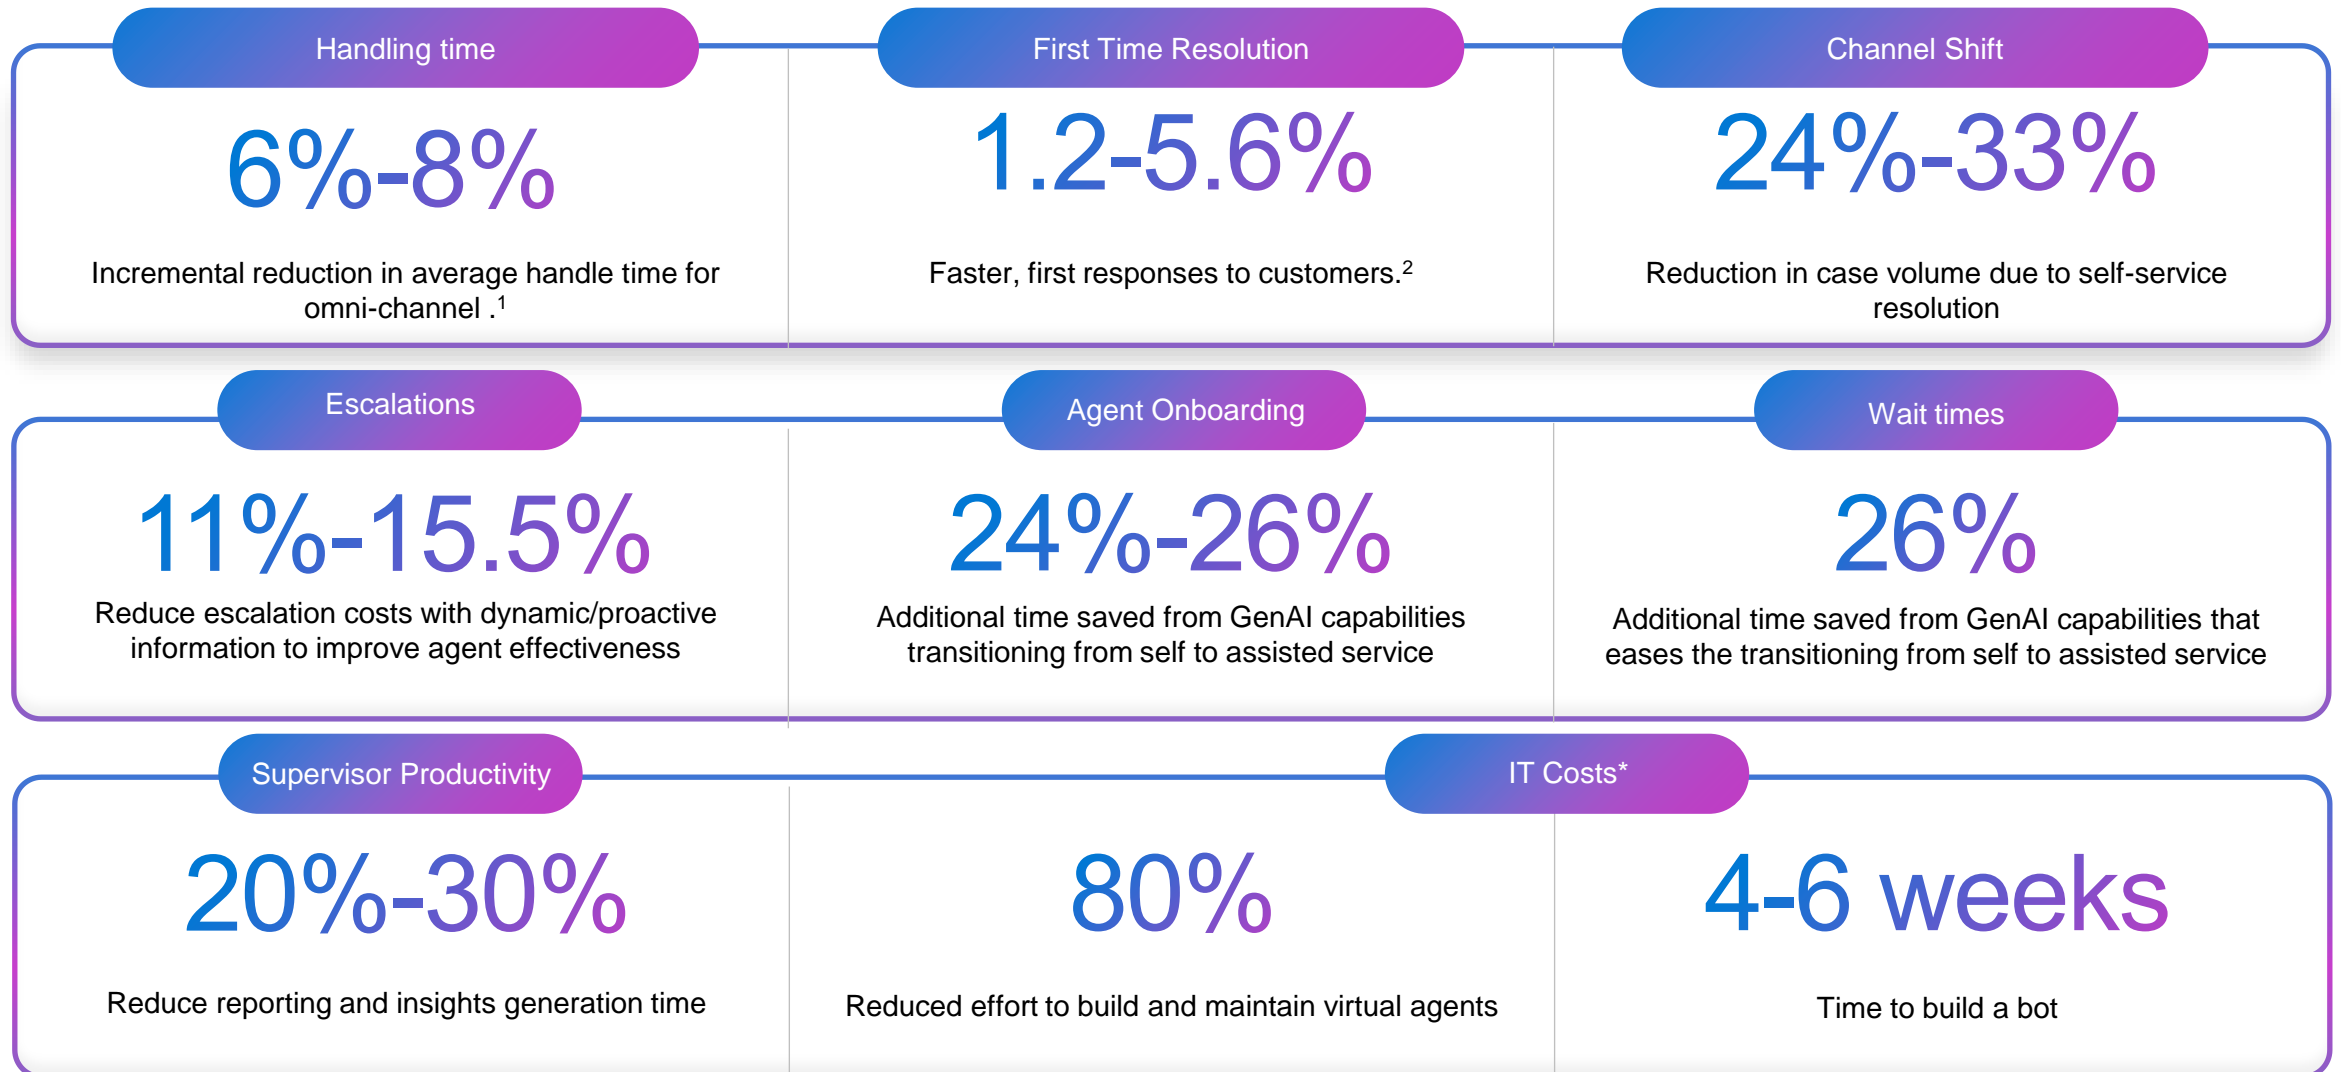 Handling time
6%-8%
Incremental reduction in average handle time for
omni-channel .¹
First Time Resolution
1.2-5.6%
Faster, first responses to customers.²
Channel Shift
24%-33%
Reduction in case volume due to self-service
resolution
Escalations
11%-15.5%
Reduce escalation costs with dynamic/proactive
information to improve agent effectiveness
Agent Onboarding
24%-26%
Additional time saved from GenAI capabilities
transitioning from self to assisted service
Wait times
26%
Additional time saved from GenAI capabilities that
eases the transitioning from self to assisted service
Supervisor Productivity
20%-30%
Reduce reporting and insights generation time
IT Costs*
80%
Reduced effort to build and maintain virtual agents
4-6 weeks
Time to build a bot